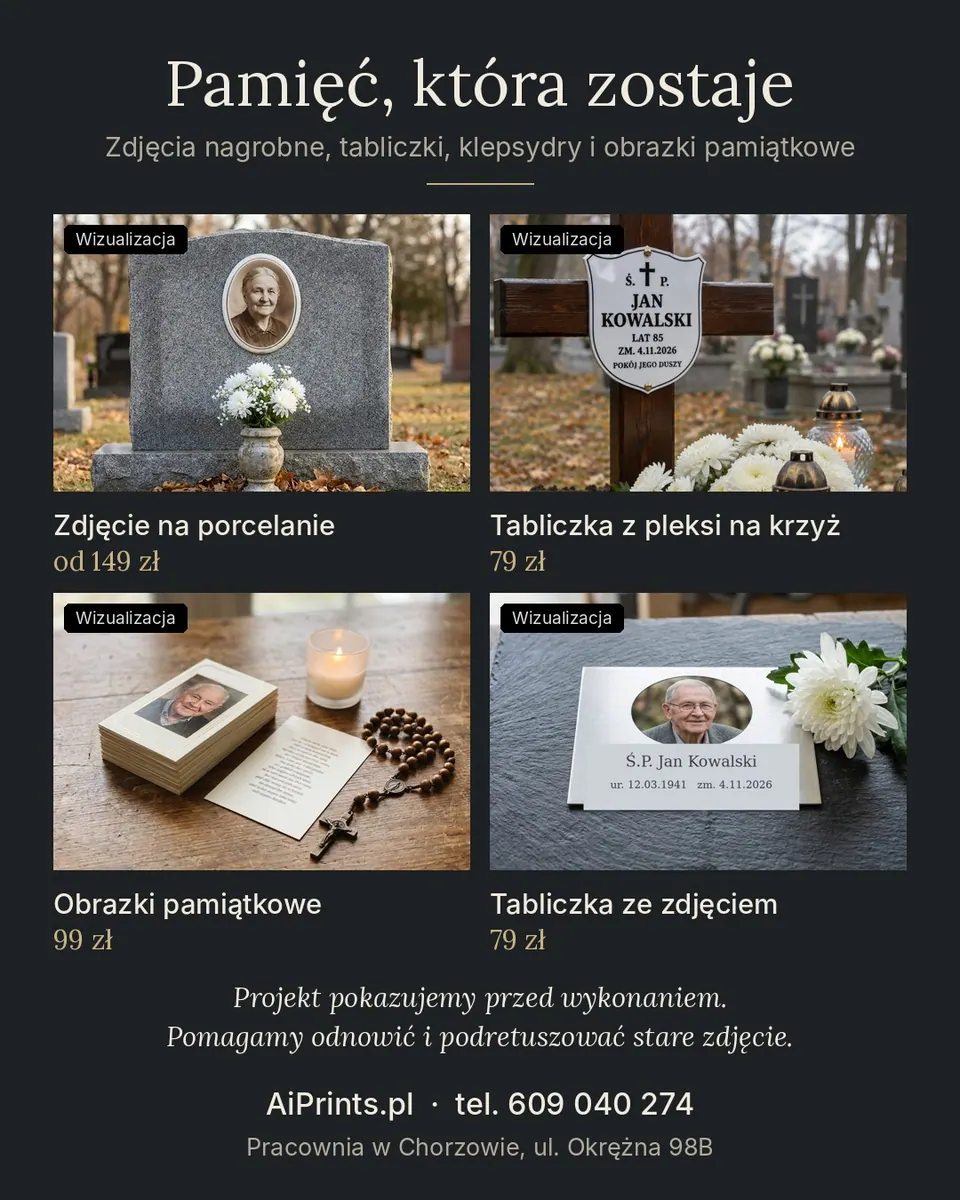 Pamięć, która zostaje
Zdjęcia nagrobne, tabliczki, klepsydry i obrazki pamiątkowe
Wizualizacja
Wizualizacja
Ś. P.
JAN
KOWALSKI
LAT 85
ZM. 4.11.2026
POKÓJ JEGO DUSZY
Zdjęcie na porcelanie
od 149 zł
Tabliczka z pleksi na krzyż
79 zł
Wizualizacja
Wizualizacja
Ś.P. Jan Kowalski
ur. 12.03.1941 zm. 4.11.2026
Obrazki pamiątkowe
99 zł
Tabliczka ze zdjęciem
79 zł
Projekt pokazujemy przed wykonaniem.
Pomagamy odnowić i podretuszować stare zdjęcie.
AiPrints.pl · tel. 609 040 274
Pracownia w Chorzowie, ul. Okrężna 98B